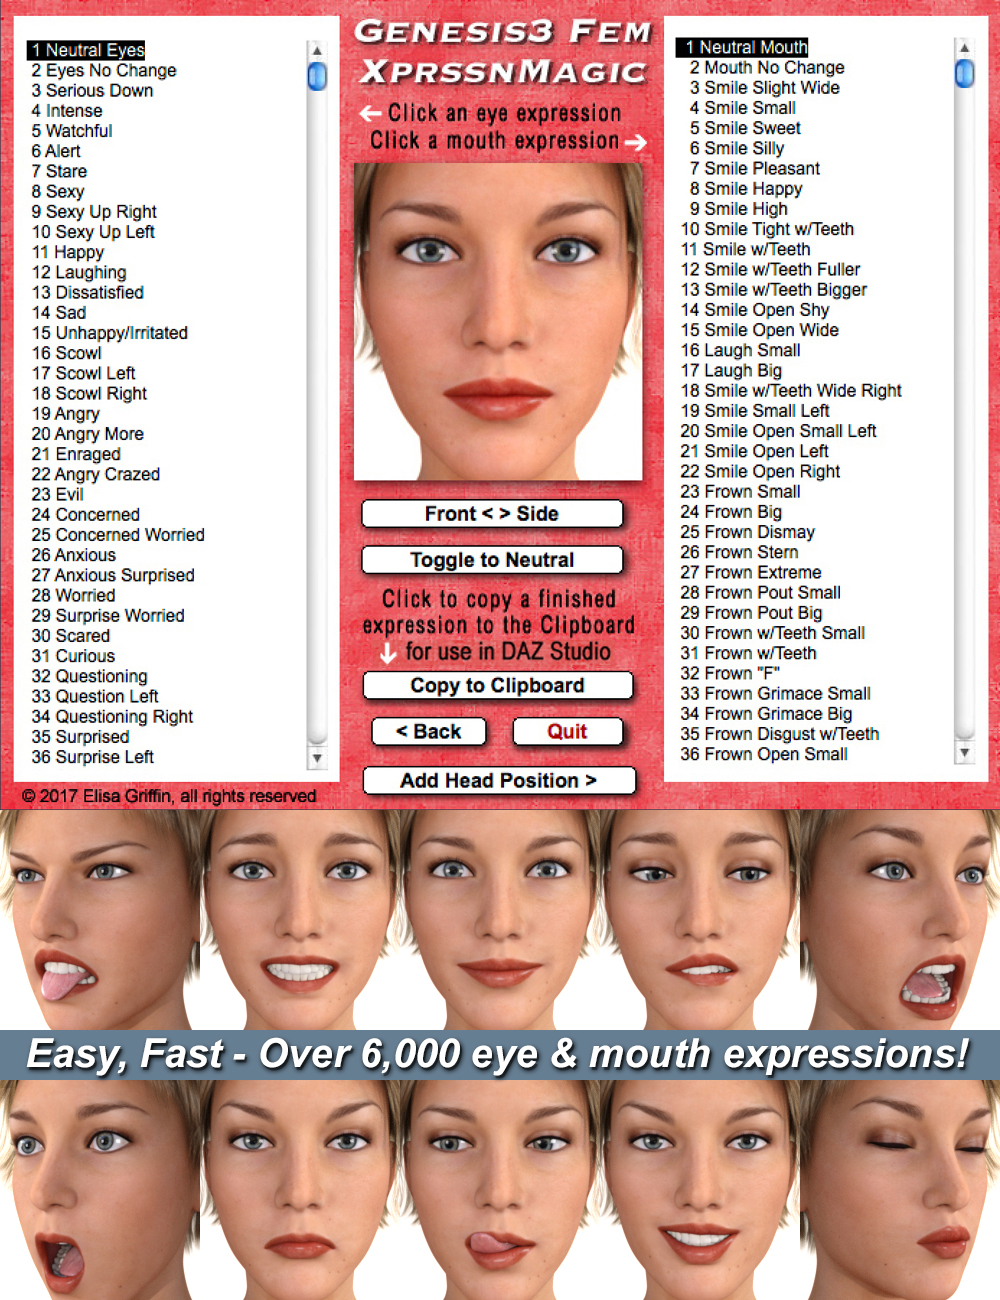 1 Neutral Eyes
2 Eyes No Change
3 Serious Down
4 Intense
5 Watchful
6 Alert
7 Stare
8 Sexy
9 Sexy Up Right
10 Sexy Up Left
11 Happy
12 Laughing
13 Dissatisfied
14 Sad
15 Unhappy/Irritated
16 Scowl
17 Scowl Left
18 Scowl Right
19 Angry
20 Angry More
21 Enraged
22 Angry Crazed
23 Evil
24 Concerned
25 Concerned Worried
26 Anxious
27 Anxious Surprised
28 Worried
29 Surprise Worried
30 Scared
31 Curious
32 Questioning
33 Question Left
34 Questioning Right
35 Surprised
36 Surprise Left
© 2017 Elisa Griffin, all rights reserved
Genesis3 Fem
XprssnMagic
Click an eye expression
Click a mouth expression
Front < > Side
Toggle to Neutral
Click to copy a finished
expression to the Clipboard
for use in DAZ Studio
Copy to Clipboard
< Back
Quit
Add Head Position >
1 Neutral Mouth
2 Mouth No Change
3 Smile Slight Wide
4 Smile Small
5 Smile Sweet
6 Smile Silly
7 Smile Pleasant
8 Smile Happy
9 Smile High
10 Smile Tight w/Teeth
11 Smile w/Teeth
12 Smile w/Teeth Fuller
13 Smile w/Teeth Bigger
14 Smile Open Shy
15 Smile Open Wide
16 Laugh Small
17 Laugh Big
18 Smile w/Teeth Wide Right
19 Smile Small Left
20 Smile Open Small Left
21 Smile Open Left
22 Smile Open Right
23 Frown Small
24 Frown Big
25 Frown Dismay
26 Frown Stern
27 Frown Extreme
28 Frown Pout Small
29 Frown Pout Big
30 Frown w/Teeth Small
31 Frown w/Teeth
32 Frown "F"
33 Frown Grimace Small
34 Frown Grimace Big
35 Frown Disgust w/Teeth
36 Frown Open Small
Easy, Fast - Over 6,000 eye & mouth expressions!